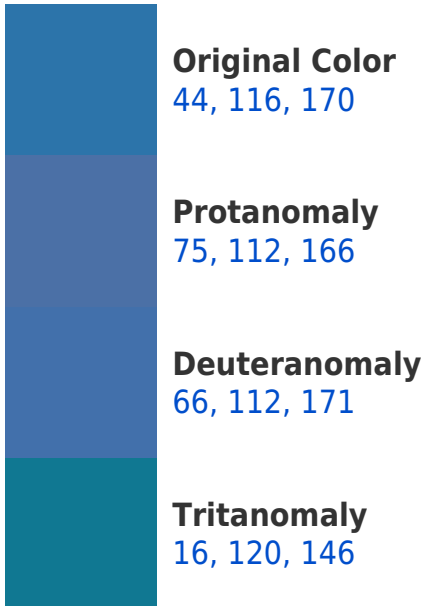 Original Color
44, 116, 170
Protanomaly
75, 112, 166
Deuteranomaly
66, 112, 171
Tritanomaly
16, 120, 146